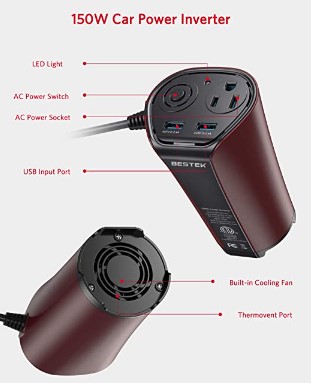 150W Car Power Inverter
LED Light
AC Power Switch
AC Power Socket
USB Input Port
BESTEK
Built-in Cooling Fan
Thermovent Port